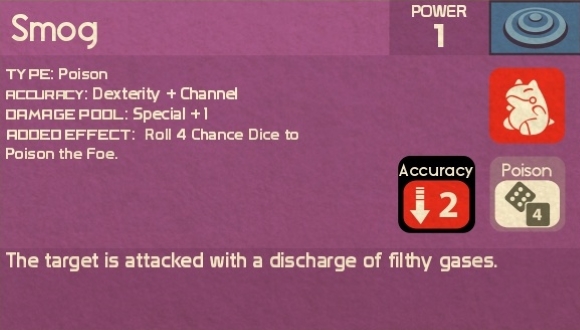 Smog
POWER
1
TYPE: Poison
ACCURACY: Dexterity + Channel
DAMAGE POOL: Special +1
ADDED EFFECT: Roll 4 Chance Dice to
Poison the Foe.
Accuracy
2
Poison
4
The target is attacked with a discharge of filthy gases.